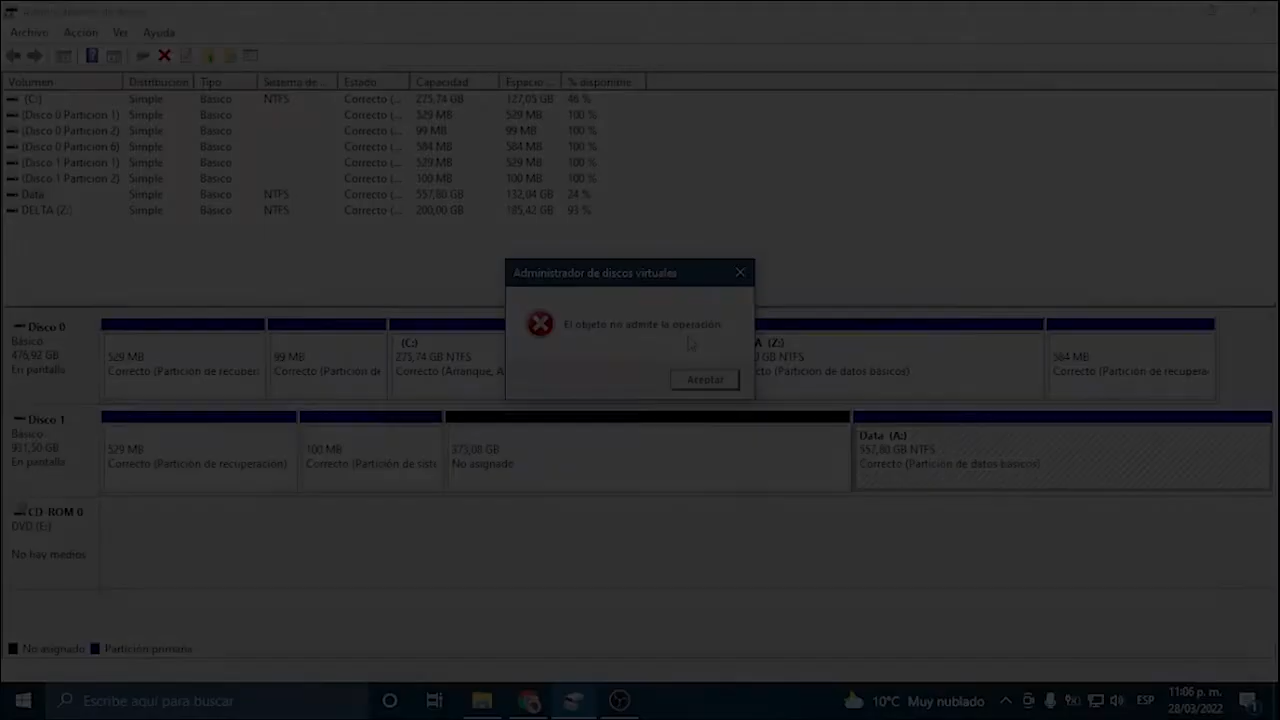 Archivo Acción Ver Ayuda
Volumen Distribución Tipo Sistema de ... Estado Capacidad Espacio ... % disponible
(C:) Simple Básico NTFS Correcto (... 275,74 GB 127,05 GB 46 %
(Disco 0 Partición 1) Simple Básico Correcto (... 529 MB 529 MB 100 %
(Disco 0 Partición 2) Simple Básico Correcto (... 99 MB 99 MB 100 %
(Disco 0 Partición 6) Simple Básico Correcto (... 584 MB 584 MB 100 %
(Disco 1 Partición 1) Simple Básico Correcto (... 529 MB 529 MB 100 %
(Disco 1 Partición 2) Simple Básico Correcto (... 100 MB 100 MB 100 %
Data Simple Básico NTFS Correcto (... 557,80 GB 132,04 GB 24 %
DELTA (Z:) Simple Básico NTFS Correcto (... 200,00 GB 185,42 GB 93 %
Administrador de discos virtuales
El objeto no admite la operación.
Aceptar
Disco 0
Básico
476,92 GB
En pantalla
529 MB
Correcto (Partición de recuperi
99 MB
Correcto (Partición de
(C:)
275,74 GB NTFS
Correcto (Arranque, A
A (Z:)
GB NTFS
(Partición de datos básicos)
584 MB
Correcto (Partición de recupera
Disco 1
Básico
931,50 GB
En pantalla
529 MB
Correcto (Partición de recuperación)
100 MB
Correcto (Partición de siste
373,08 GB
No asignado
Data (A:)
557,80 GB NTFS
Correcto (Partición de datos básicos)
CD-ROM 0
DVD (E:)
No hay medios
No asignado Partición primaria
Escribe aquí para buscar
10°C Muy nublado
ESP
11:06 p. m.
28/03/2022
1